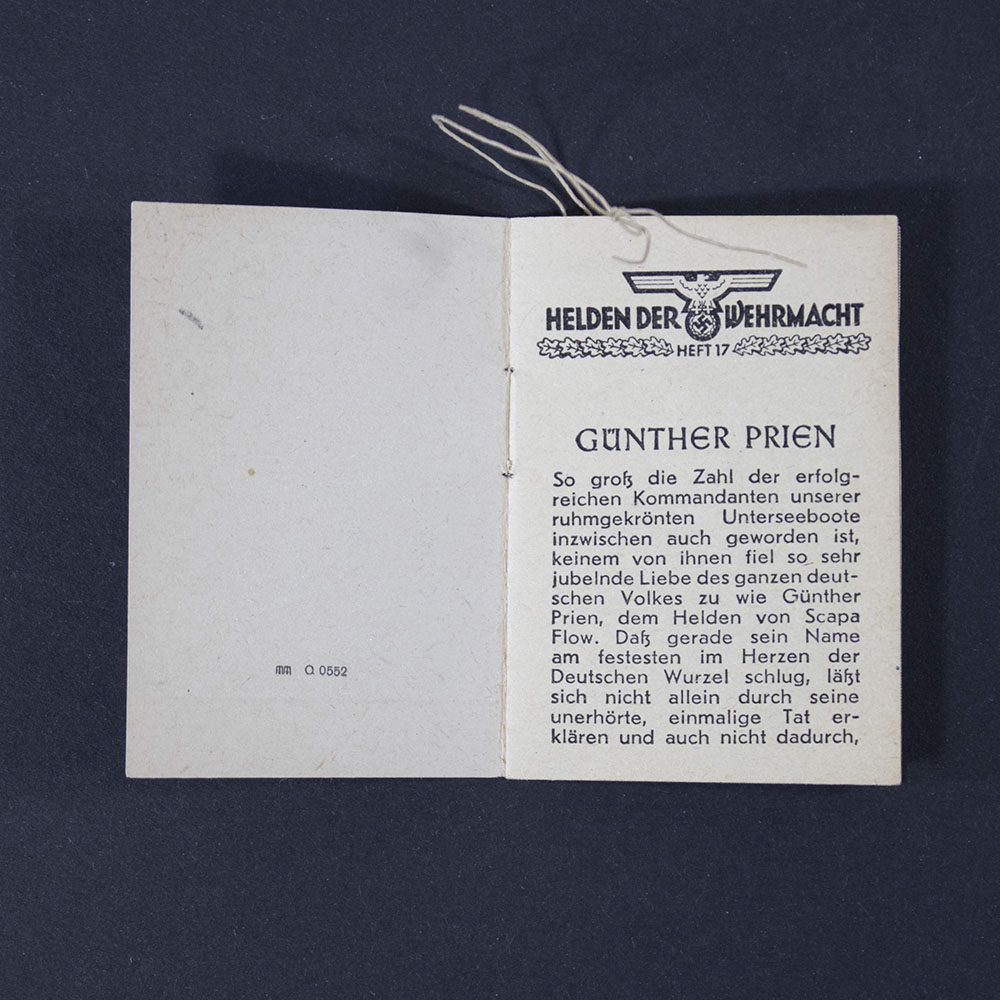 mm Q 0552
HELDEN DER WEHRMACHT
HEFT 17
GÜNTHER PRIEN
So groß die Zahl der erfolg-
reichen Kommandanten unserer
ruhmgekrönten Unterseeboote
inzwischen auch geworden ist,
keinem von ihnen fiel so sehr
jubelnde Liebe des ganzen deut-
schen Volkes zu wie Günther
Prien, dem Helden von Scapa
Flow. Daß gerade sein Name
am festesten im Herzen der
Deutschen Wurzel schlug, läßt
sich nicht allein durch seine
unerhörte, einmalige Tat er-
klären und auch nicht dadurch,